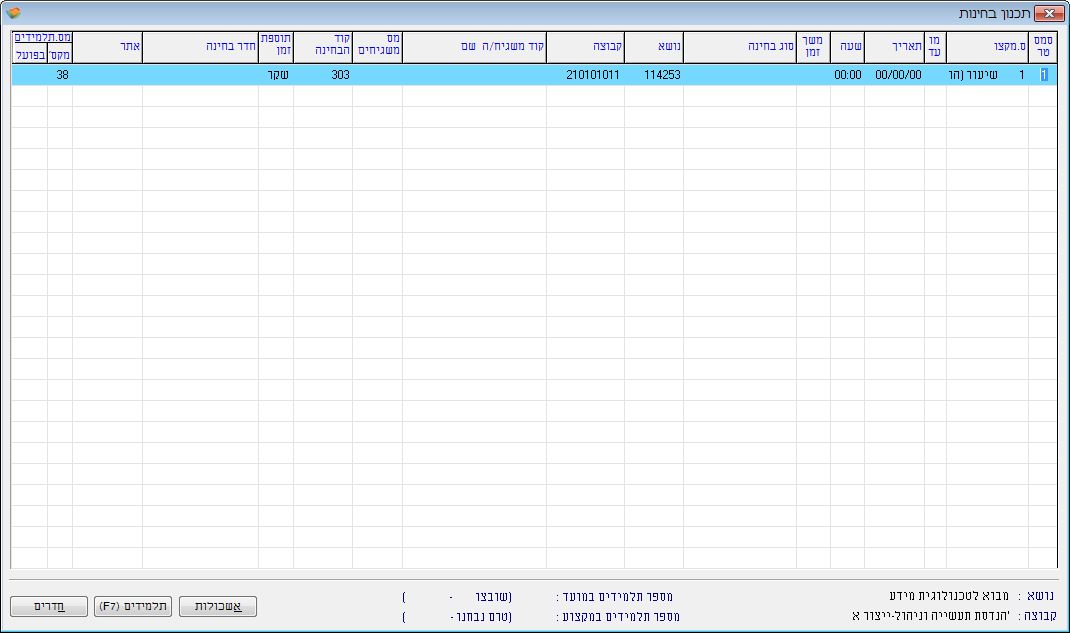 תכנון בחינות
סמס
טר
ס.מקצו
מו
עד
תאריך
שעה
משך
זמן
סוג בחינה
נושא
קבוצה
קוד משגיח/ה שם
מס
משגיחים
קוד
הבחינה
תוספת
זמן
חדר בחינה
אתר
מס.תלמידים
מקס' בפועל
1 1 שיעור (הו 00/00/00 00:00 114253 210101011 303 שקר 38
נושא : מבוא לטכנולוגית מידע מספר תלמידים במועד : (שובצו - )
קבוצה : 'הנדסת תעשייה וניהול-ייצור א מספר תלמידים במקצוע : (טרם נבחנו - )
אשכולות תלמידים (F7) חדרים